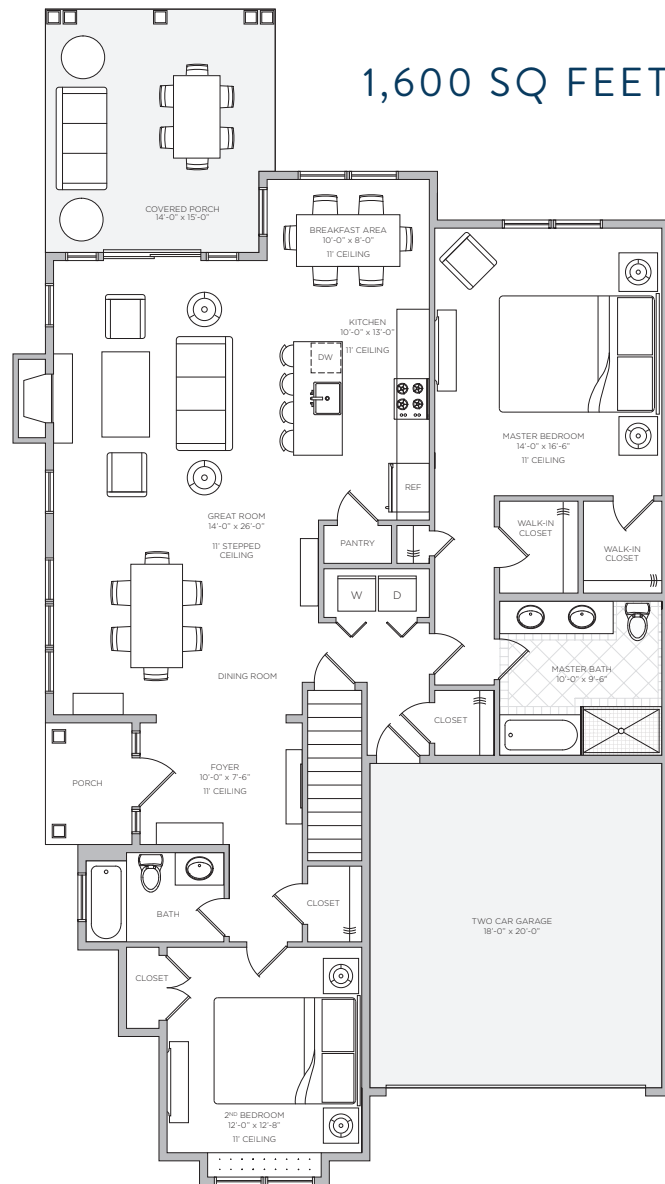 1,600 SQ FEET
COVERED PORCH
14'-0" x 15'-0"
BREAKFAST AREA
10'-0" x 8'-0"
11' CEILING
KITCHEN
10'-0" x 13'-0"
11' CEILING
DW
REF
MASTER BEDROOM
14'-0" x 16'-6"
11' CEILING
GREAT ROOM
14'-0" x 26'-0"
11' STEPPED
CEILING
PANTRY
WALK-IN
CLOSET
WALK-IN
CLOSET
W
D
MASTER BATH
10'-0" x 9'-6"
DINING ROOM
CLOSET
PORCH
FOYER
10'-0" x 7'-6"
11' CEILING
BATH
CLOSET
TWO CAR GARAGE
18'-0" x 20'-0"
CLOSET
2ND BEDROOM
12'-0" x 12'-8"
11' CEILING